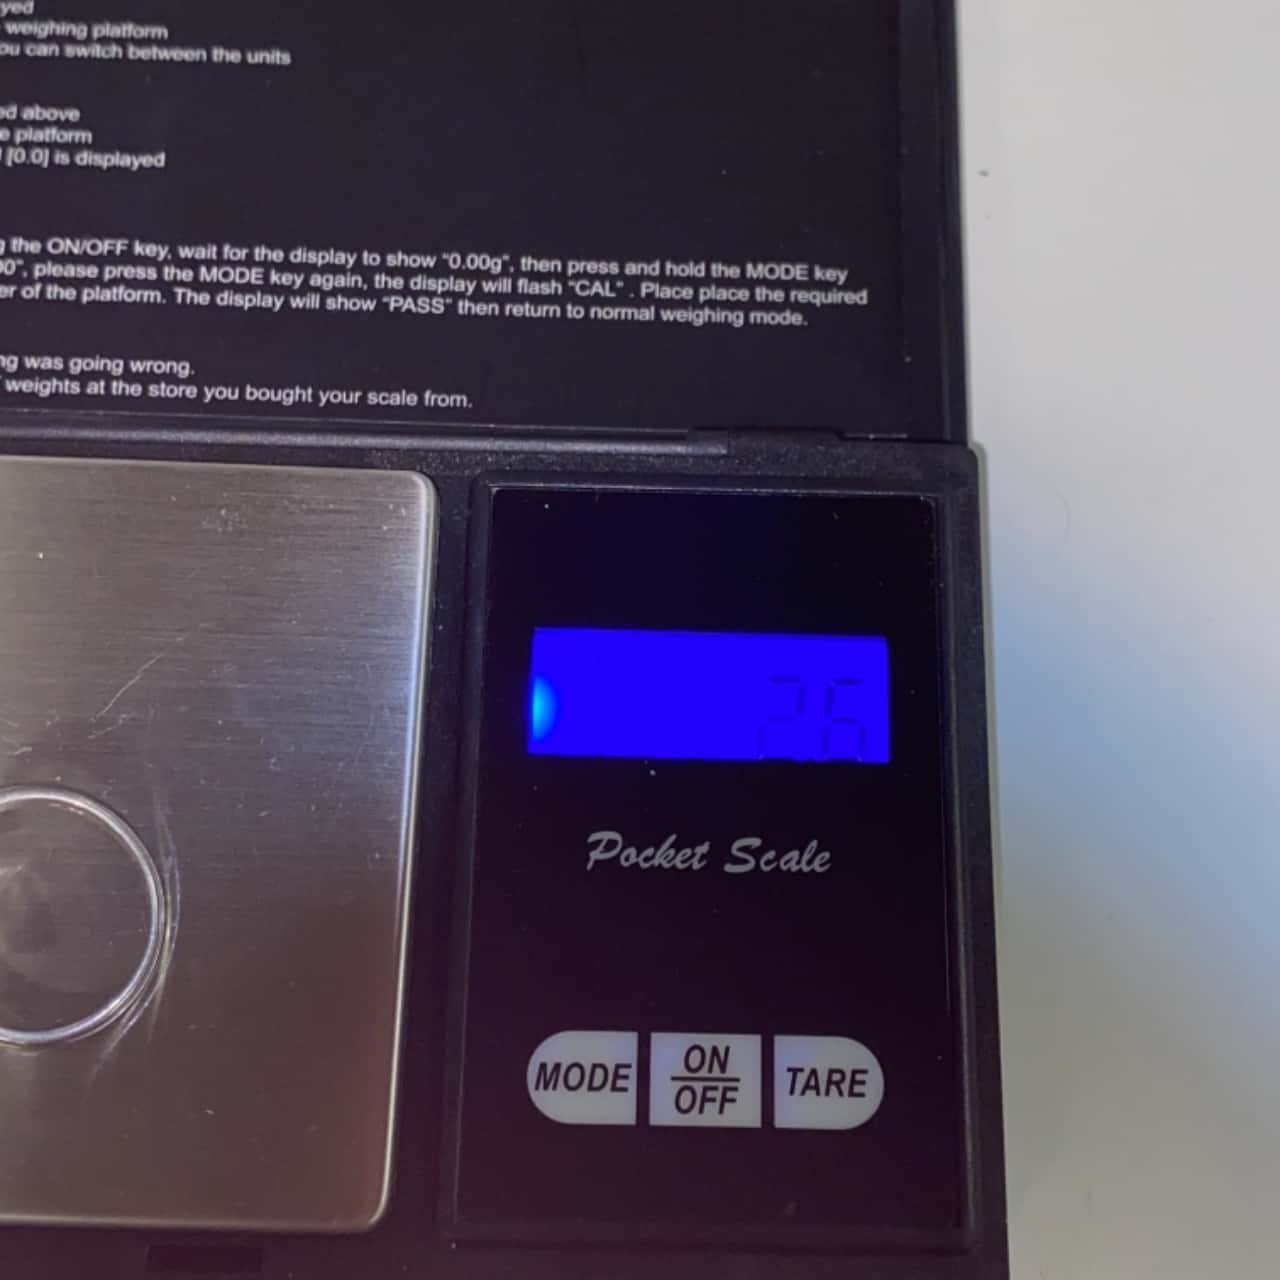 yed
weighing platform
ou can switch between the units
ed above
e platform
[0.0] is displayed
g the ON/OFF key, wait for the display to show "0.00g", then press and hold the MODE key
00", please press the MODE key again, the display will flash "CAL" . Place place the required
er of the platform. The display will show "PASS" then return to normal weighing mode.
ng was going wrong.
weights at the store you bought your scale from.
2.6
Pocket Scale
MODE
ON
OFF
TARE